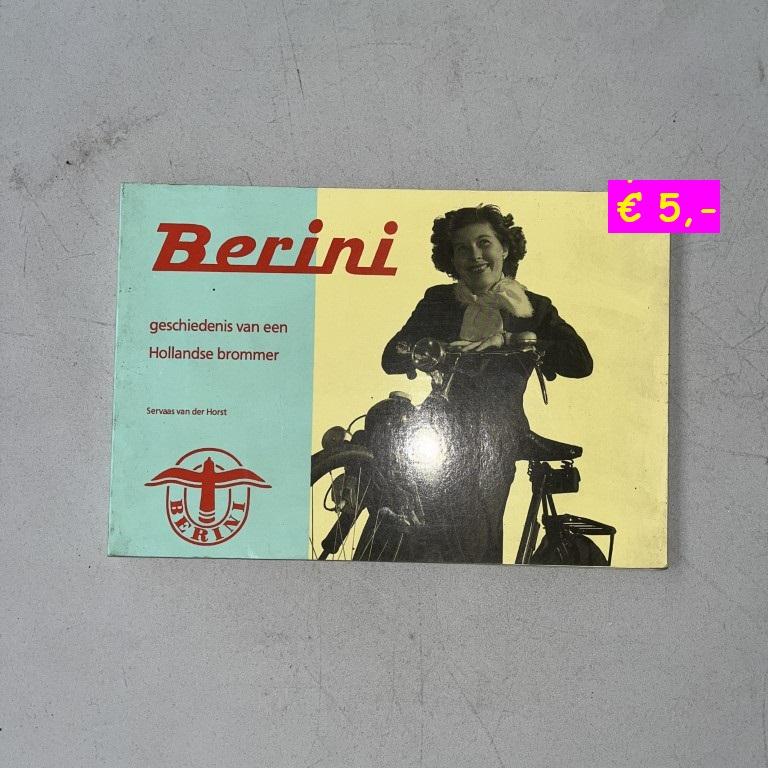 € 5,-
Berini
geschiedenis van een
Hollandse brommer
Servaas van der Horst
BERINI